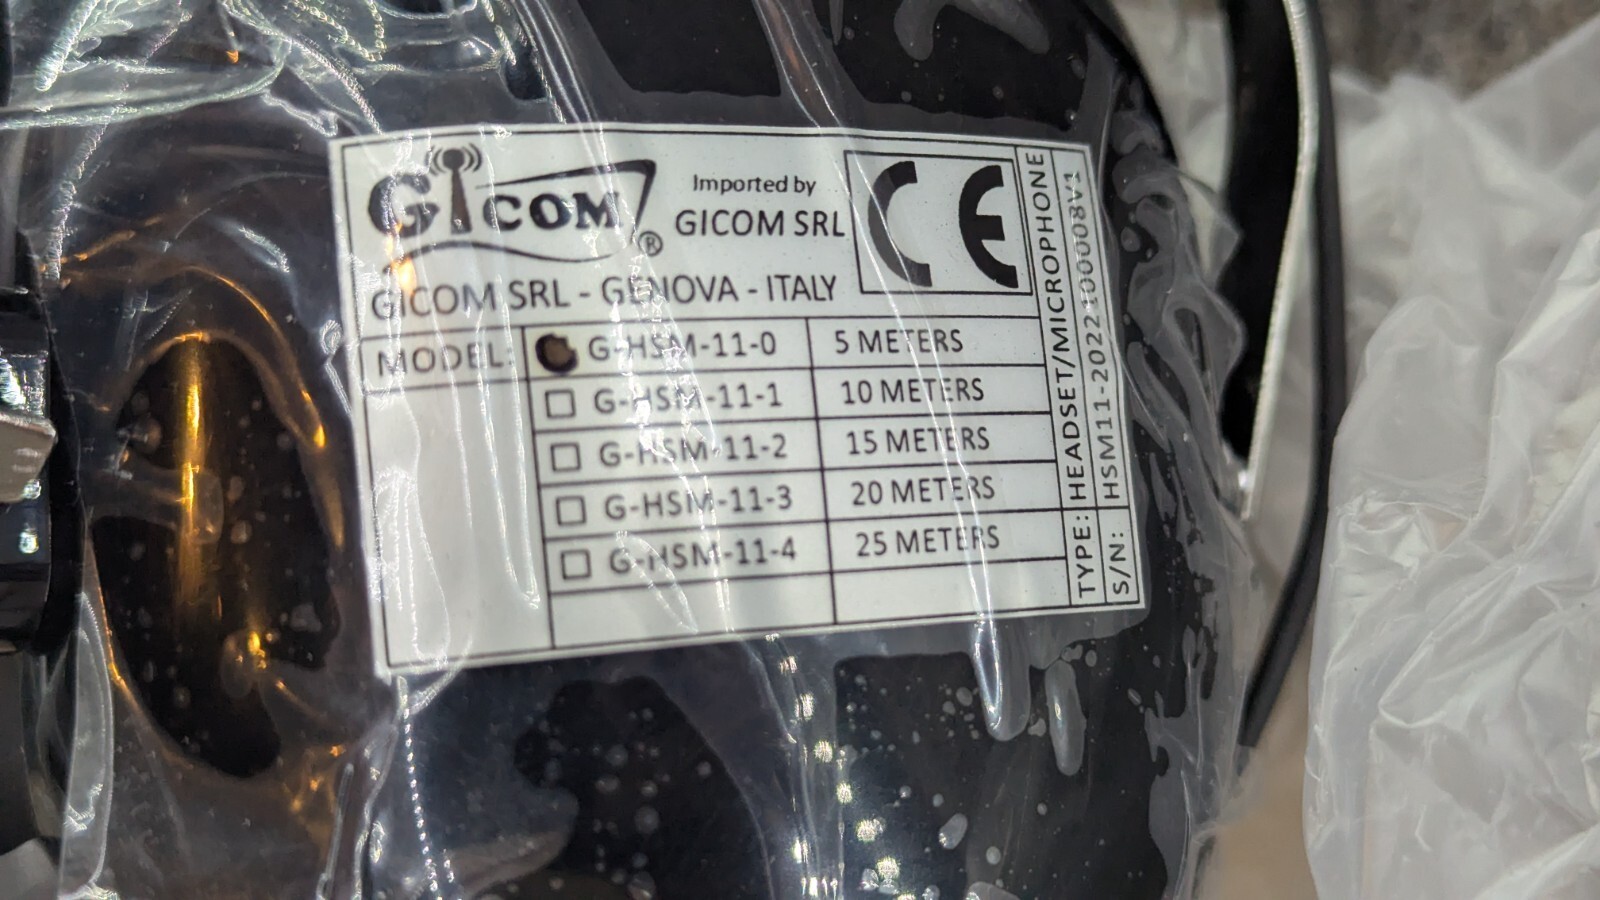 GICOM ®
Imported by
GICOM SRL
CE
GICOM SRL - GENOVA - ITALY
MODEL: G-HSM-11-0 5 METERS
G-HSM-11-1 10 METERS
G-HSM-11-2 15 METERS
G-HSM-11-3 20 METERS
G-HSM-11-4 25 METERS
TYPE: HEADSET/MICROPHONE
S/N: HSM11-2022100008V1